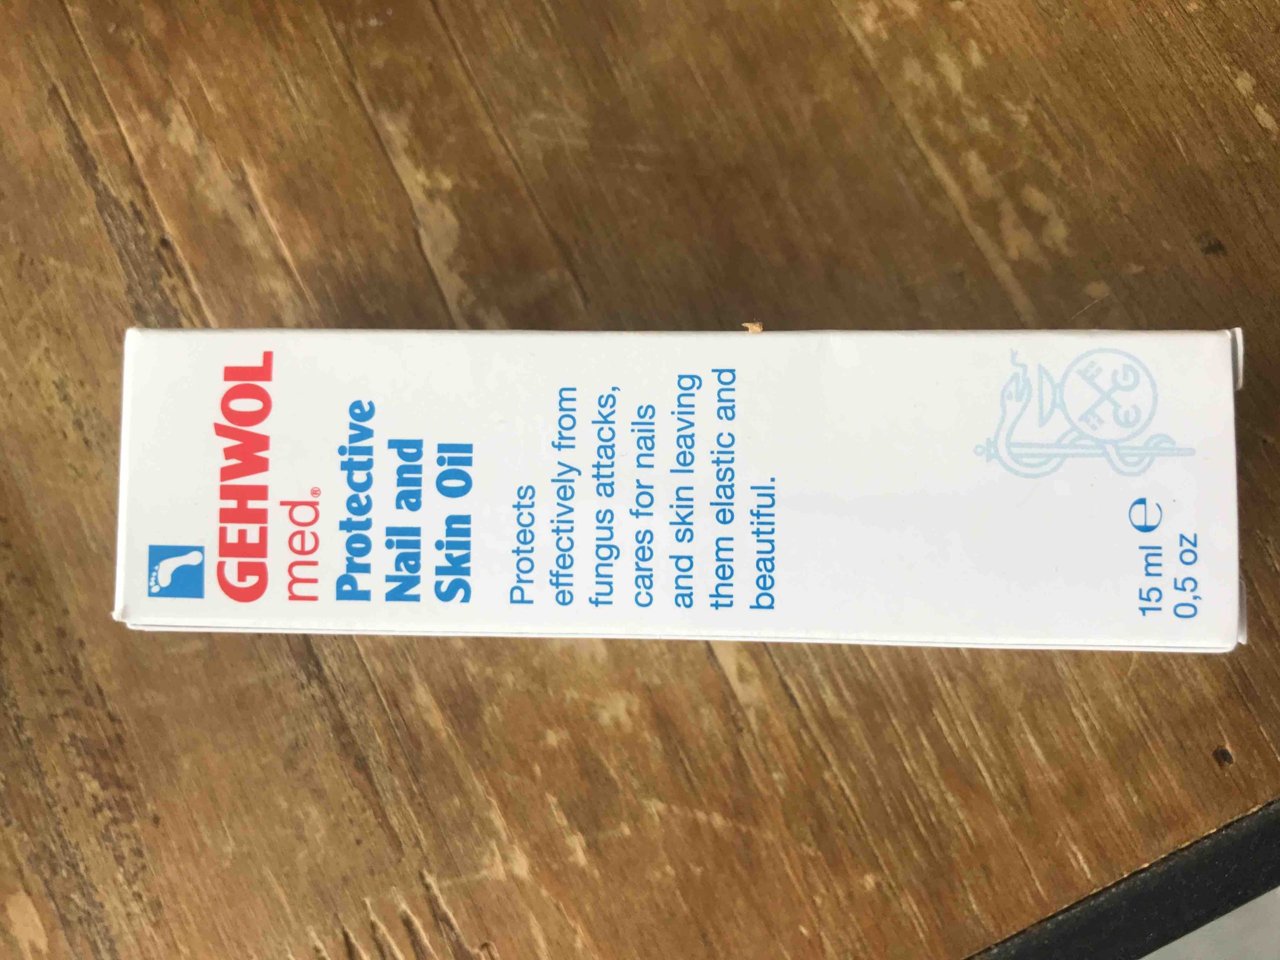 GEHWOL
med®
Protective
Nail and
Skin Oil
Protects
effectively from
fungus attacks,
cares for nails
and skin leaving
them elastic and
beautiful.
E F G E
15 ml ℮
0,5 oz